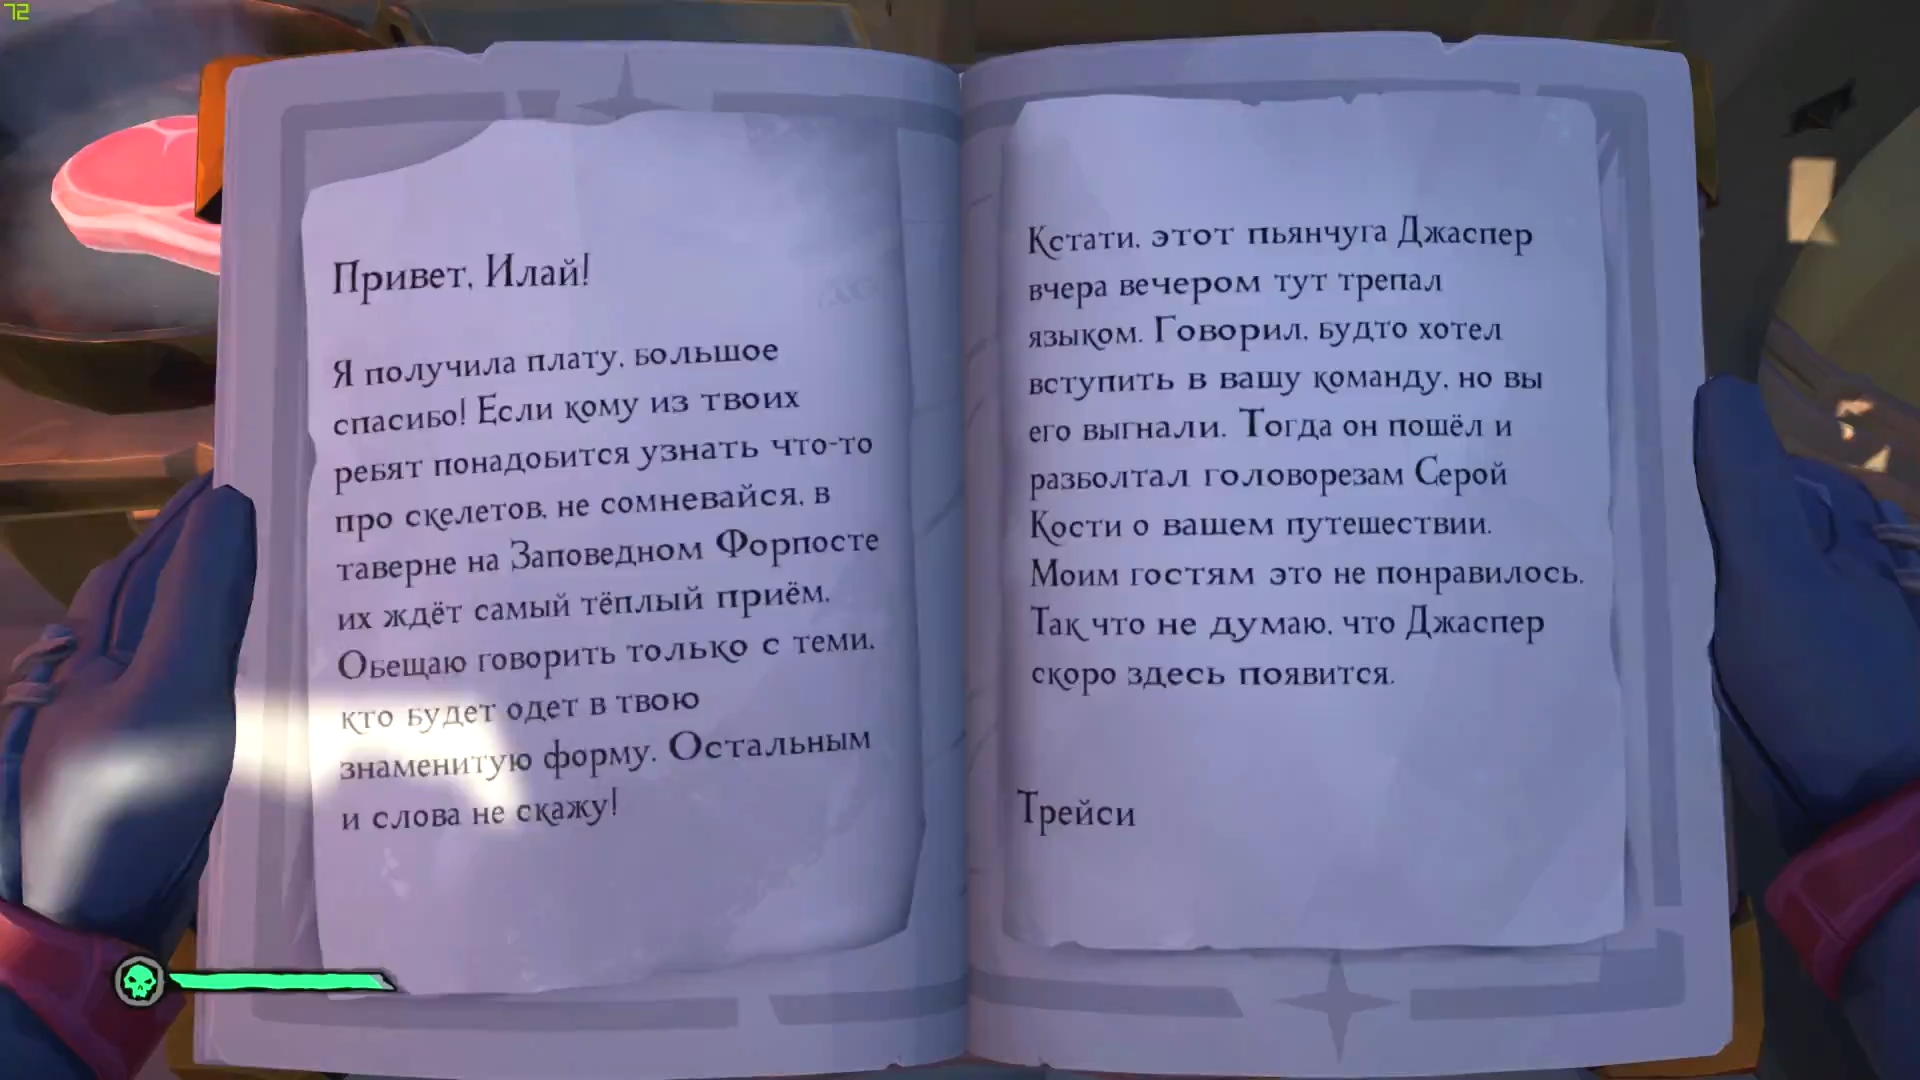 72
Привет, Илай!
Я получила плату, большое
спасибо! Если кому из твоих
ребят понадобится узнать что-то
про скелетов, не сомневайся, в
таверне на Заповедном Форпосте
их ждёт самый тёплый приём.
Обещаю говорить только с теми,
кто будет одет в твою
знаменитую форму. Остальным
и слова не скажу!
Кстати, этот пьянчуга Джаспер
вчера вечером тут трепал
языком. Говорил, будто хотел
вступить в вашу команду, но вы
его выгнали. Тогда он пошёл и
разболтал головорезам Серой
Кости о вашем путешествии.
Моим гостям это не понравилось.
Так что не думаю, что Джаспер
скоро здесь появится.
Трейси